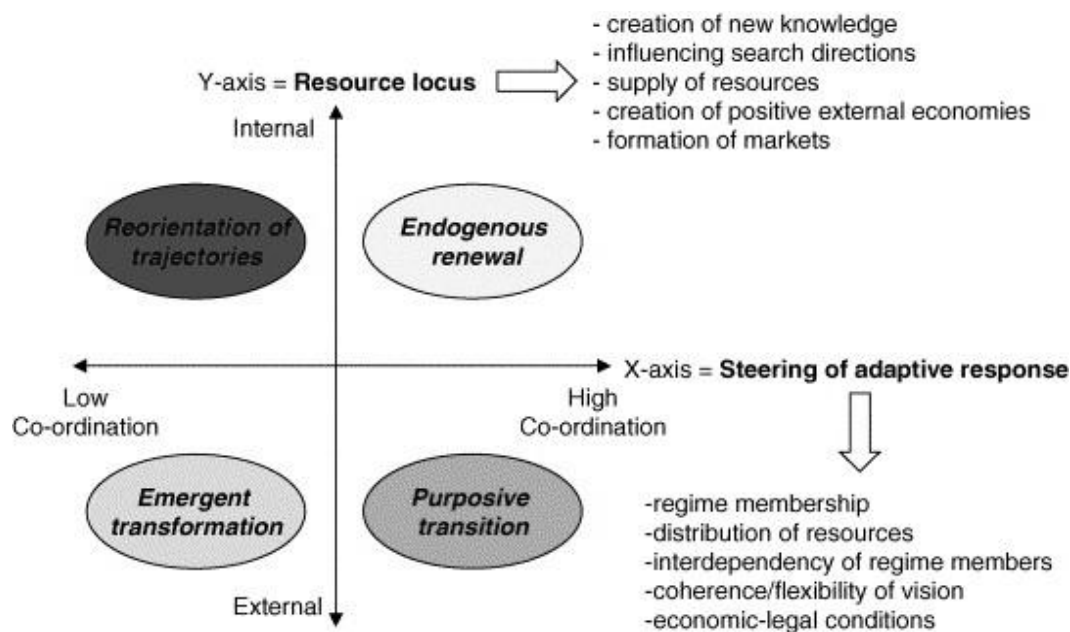 - creation of new knowledge
- influencing search directions
Y-axis = Resource locus
- supply of resources
- creation of positive external economies
- formation of markets
Internal
Reorientation of
trajectories
Endogenous
renewal
X-axis = Steering of adaptive response
Low
Co-ordination
High
Co-ordination
Emergent
transformation
Purposive
transition
-regime membership
-distribution of resources
-interdependency of regime members
-coherence/flexibility of vision
-economic-legal conditions
External